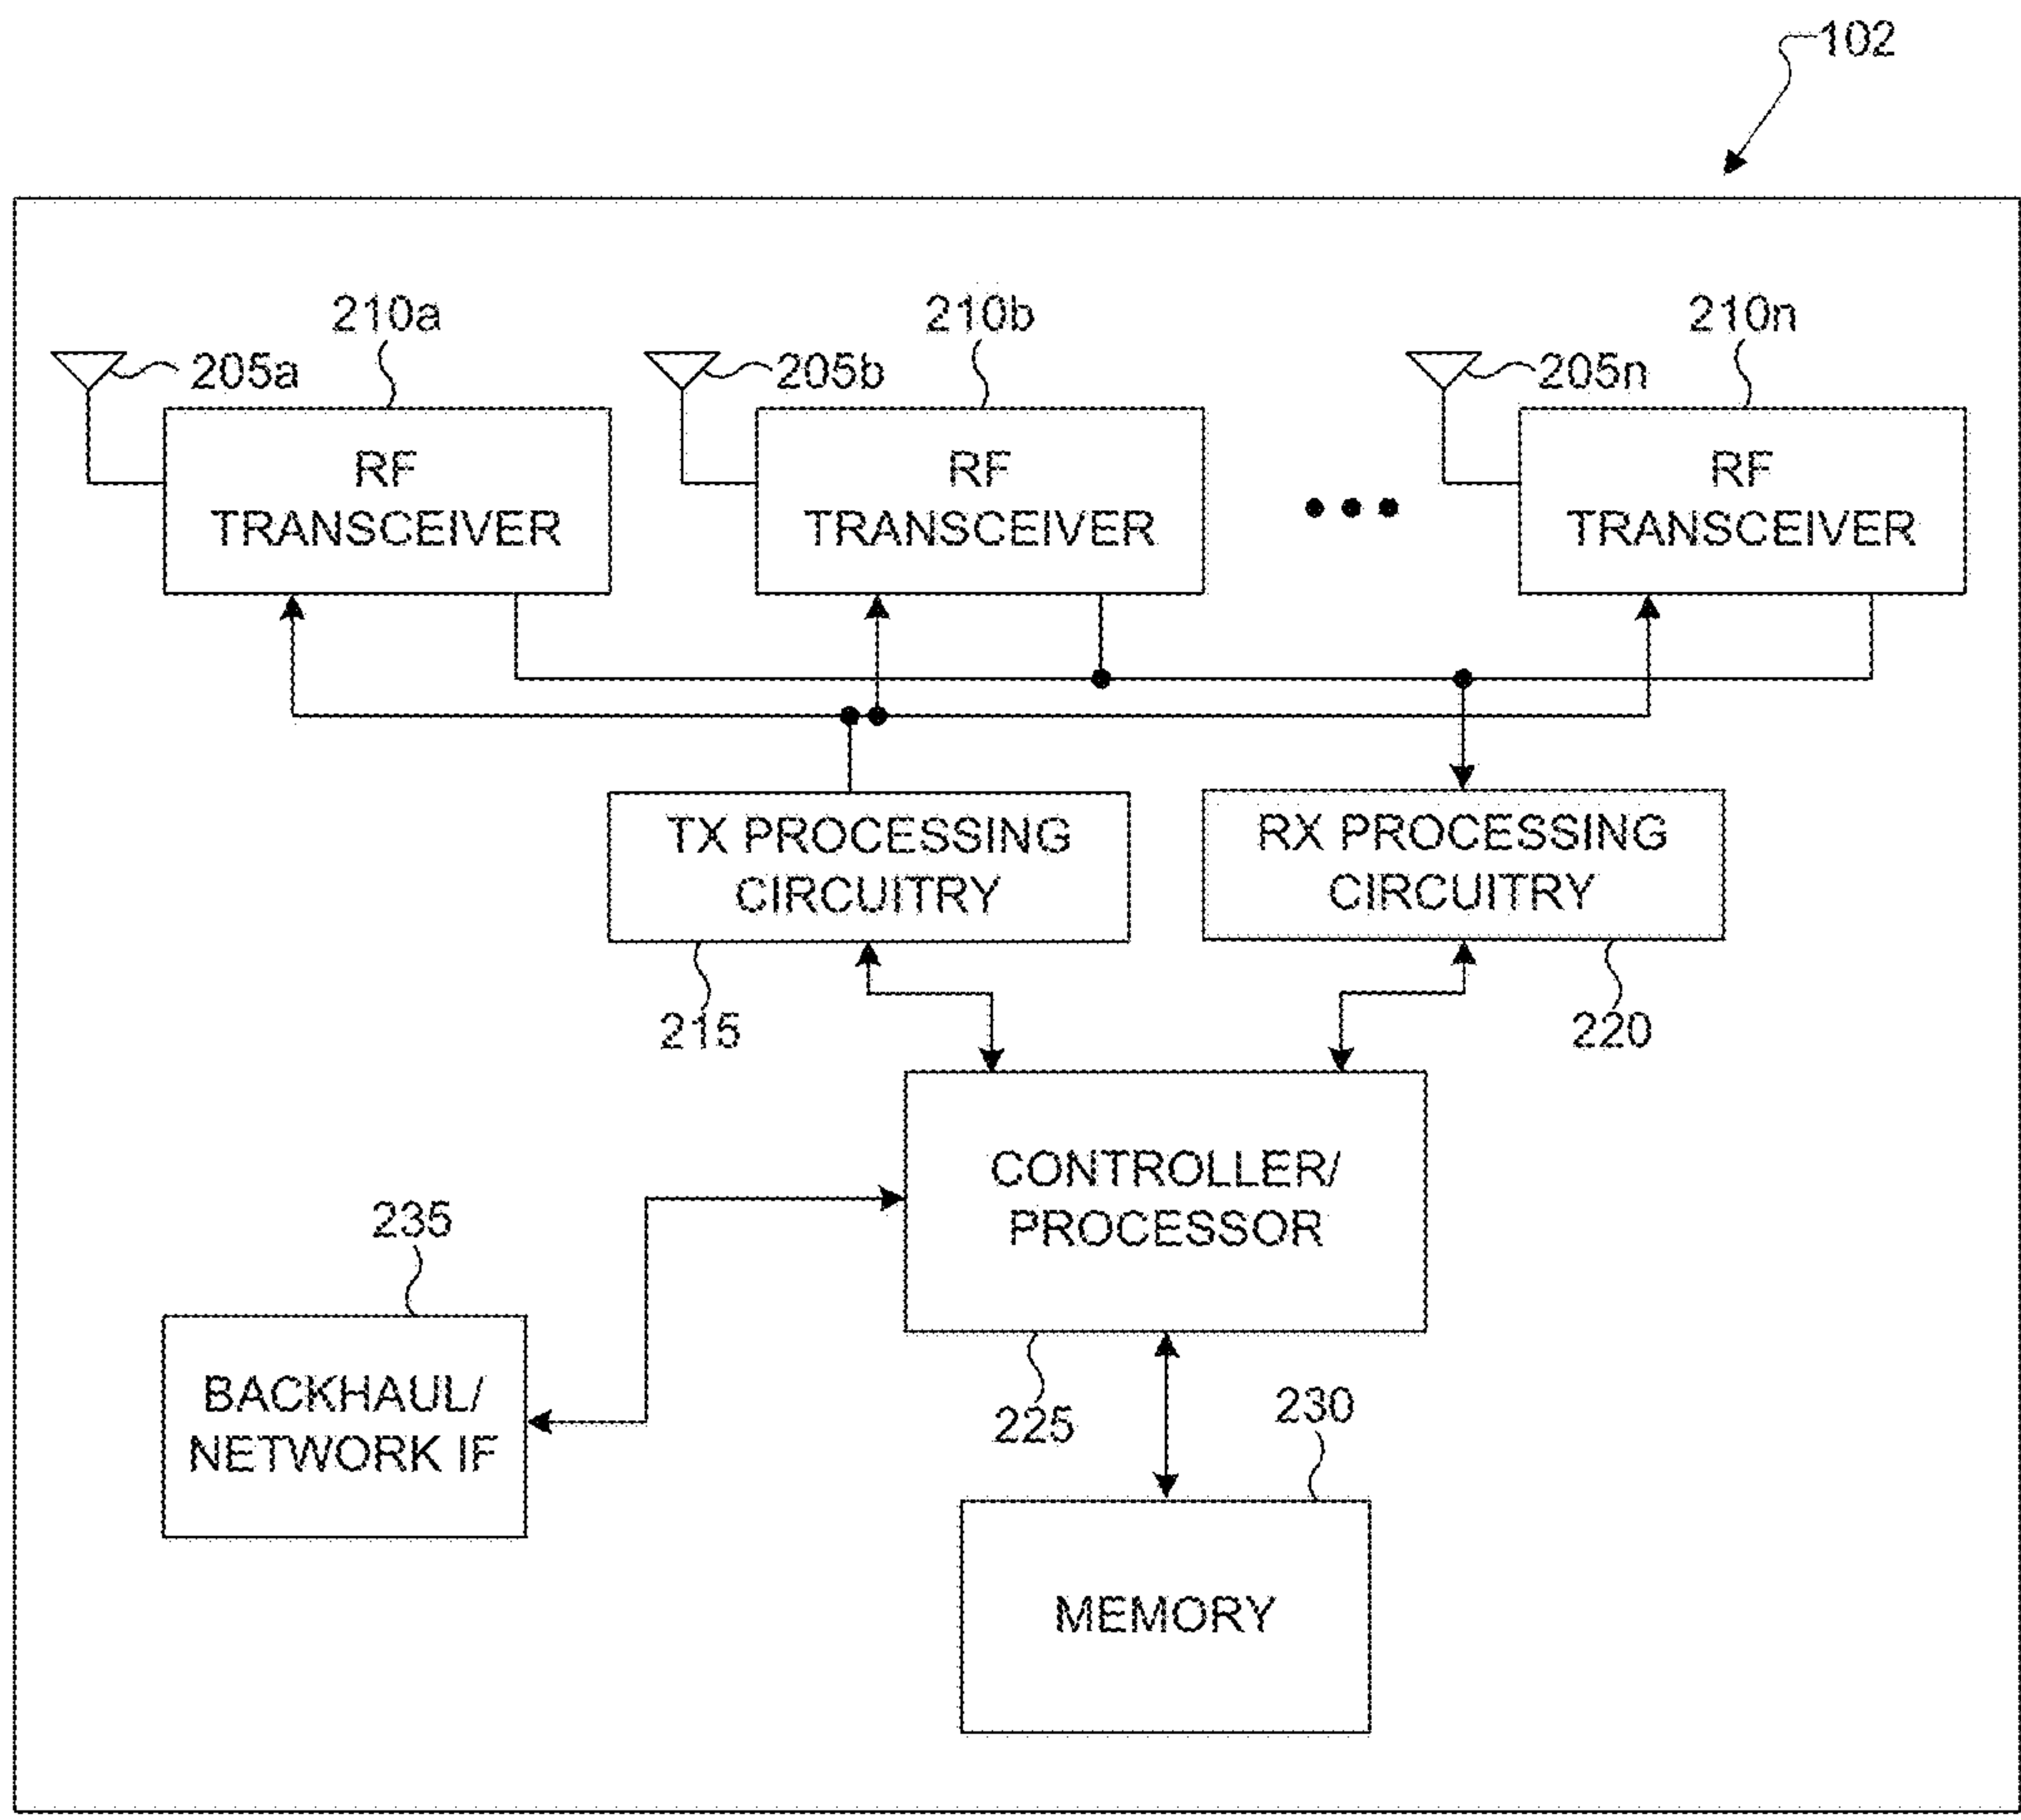 102
210a
210b
210n
205a
205b
205n
RF
TRANSCEIVER
RF
TRANSCEIVER
RF
TRANSCEIVER
TX PROCESSING
CIRCUITRY
RX PROCESSING
CIRCUITRY
215
220
CONTROLLER/
PROCESSOR
235
BACKHAUL/
NETWORK IF
225
230
MEMORY